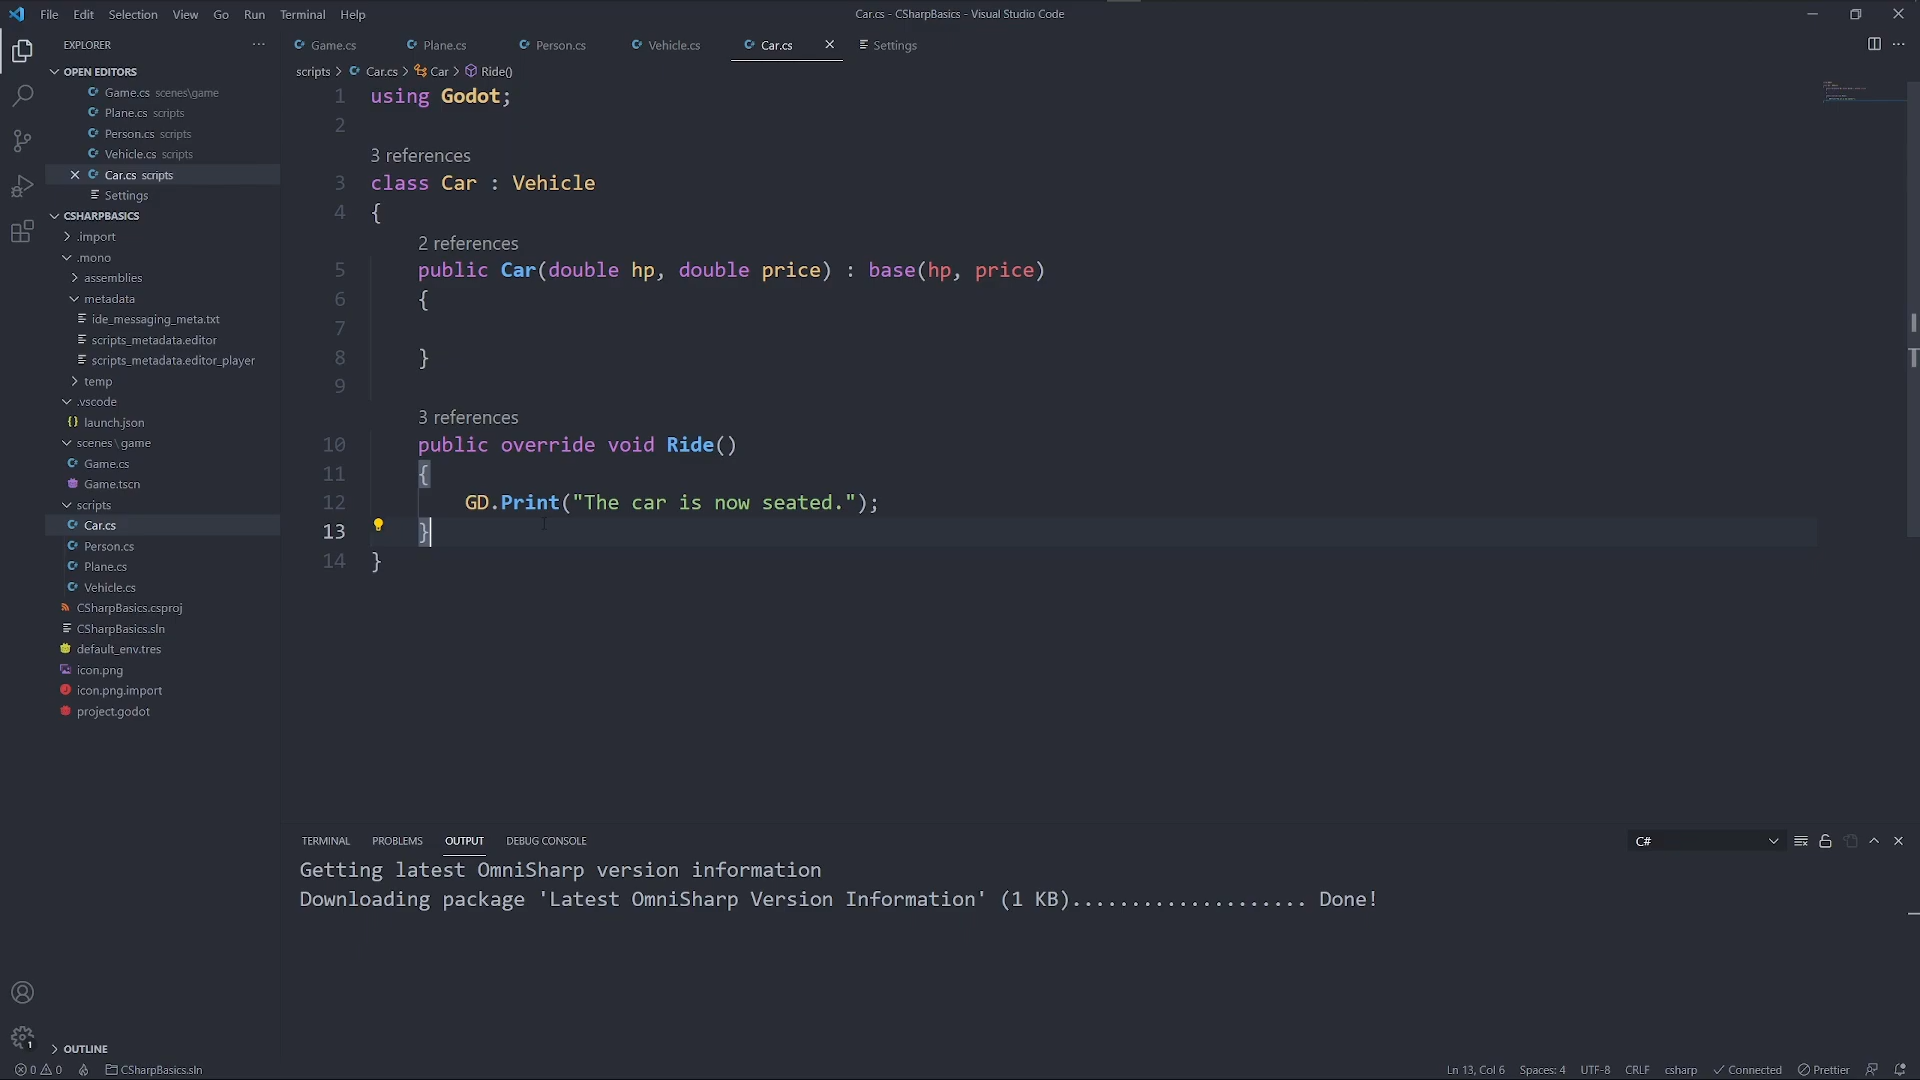 File Edit Selection View Go Run Terminal Help
Car.cs - CSharpBasics - Visual Studio Code
EXPLORER
Game.cs Plane.cs Person.cs Vehicle.cs Car.cs Settings
OPEN EDITORS
Game.cs scenes\game
Plane.cs scripts
Person.cs scripts
Vehicle.cs scripts
Car.cs scripts
Settings
CSHARPBASICS
.import
.mono
assemblies
metadata
ide_messaging_meta.txt
scripts_metadata.editor
scripts_metadata.editor_player
temp
.vscode
launch.json
scenes\game
Game.cs
Game.tscn
scripts
Car.cs
Person.cs
Plane.cs
Vehicle.cs
CSharpBasics.csproj
CSharpBasics.sln
default_env.tres
icon.png
icon.png.import
project.godot
OUTLINE
scripts > Car.cs > Car > Ride()
1 using Godot;
2
3 references
3 class Car : Vehicle
4 {
2 references
5 public Car(double hp, double price) : base(hp, price)
6 {
7
8 }
9
3 references
10 public override void Ride()
11 {
12 GD.Print("The car is now seated.");
13 }
14 }
TERMINAL PROBLEMS OUTPUT DEBUG CONSOLE
C#
Getting latest OmniSharp version information
Downloading package 'Latest OmniSharp Version Information' (1 KB).................... Done!
1
0 0 CSharpBasics.sln
Ln 13, Col 6 Spaces: 4 UTF-8 CRLF csharp Connected Prettier